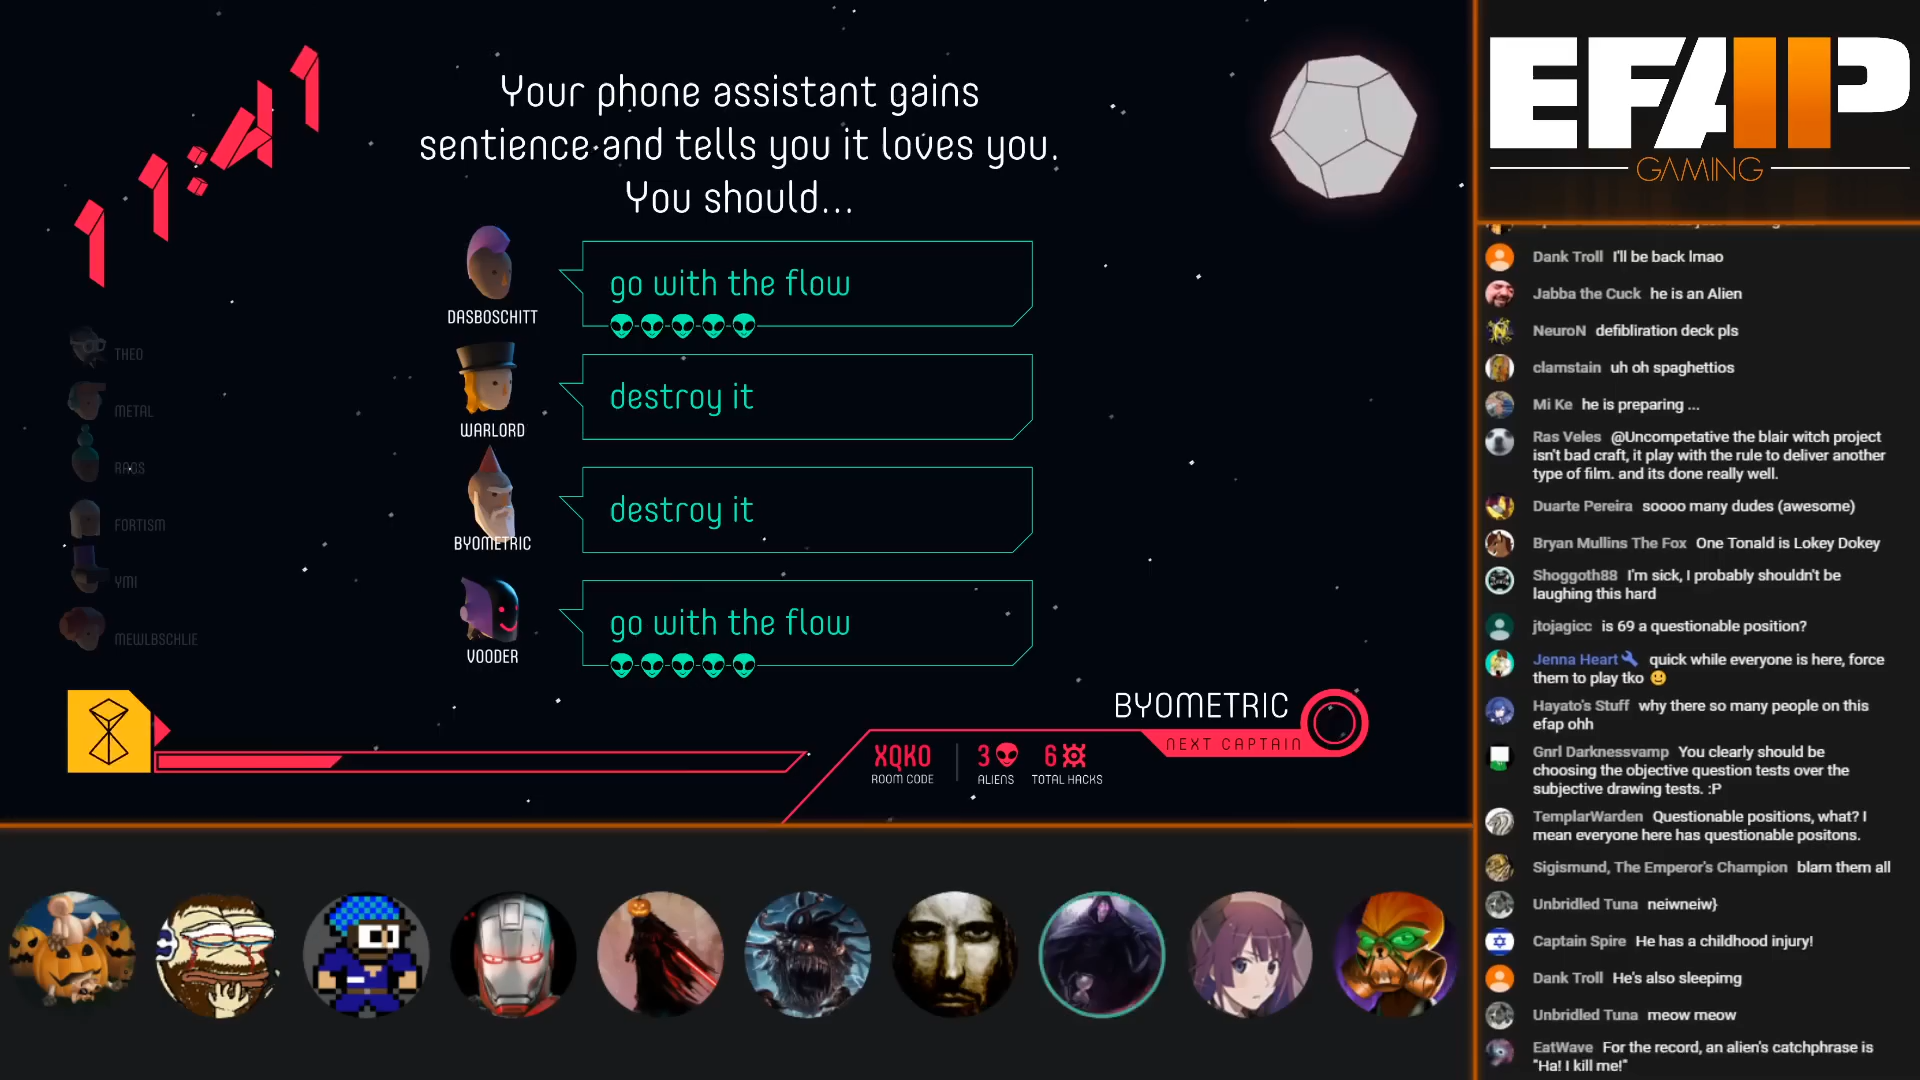 11:41
Your phone assistant gains
sentience and tells you it loves you.
You should...
DASBOSCHITT
go with the flow
WARLORD
destroy it
BYOMETRIC
destroy it
VOODER
go with the flow
THEO
METAL
RAGS
FORTISM
YMI
MEWLBSCHLIE
BYOMETRIC
NEXT CAPTAIN
XQKO
ROOM CODE
3
ALIENS
6
TOTAL HACKS
EFAP
GAMING
Dank Troll I'll be back lmao
Jabba the Cuck he is an Alien
NeuroN defibliration deck pls
clamstain uh oh spaghettios
Mi Ke he is preparing ...
Ras Veles @Uncompetative the blair witch project
isn't bad craft, it play with the rule to deliver another
type of film. and its done really well.
Duarte Pereira soooo many dudes (awesome)
Bryan Mullins The Fox One Tonald is Lokey Dokey
Shoggoth88 I'm sick, I probably shouldn't be
laughing this hard
jtojagicc is 69 a questionable position?
Jenna Heart quick while everyone is here, force
them to play tko
Hayato's Stuff why there so many people on this
efap ohh
Gnrl Darknessvamp You clearly should be
choosing the objective question tests over the
subjective drawing tests. :P
TemplarWarden Questionable positions, what? I
mean everyone here has questionable positons.
Sigismund, The Emperor's Champion blam them all
Unbridled Tuna neiwneiw}
Captain Spire He has a childhood injury!
Dank Troll He's also sleepimg
Unbridled Tuna meow meow
EatWave For the record, an alien's catchphrase is
"Ha! I kill me!"